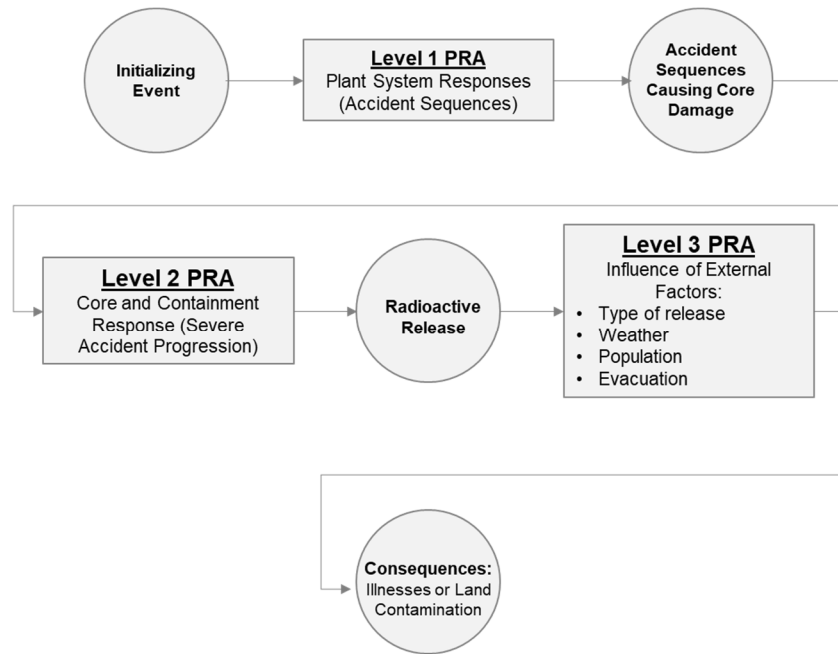 Initializing
Event
Level 1 PRA
Plant System Responses
(Accident Sequences)
Accident
Sequences
Causing Core
Damage
Level 2 PRA
Core and Containment
Response (Severe
Accident Progression)
Radioactive
Release
Level 3 PRA
Influence of External
Factors:
• Type of release
• Weather
• Population
• Evacuation
Consequences:
Illnesses or Land
Contamination